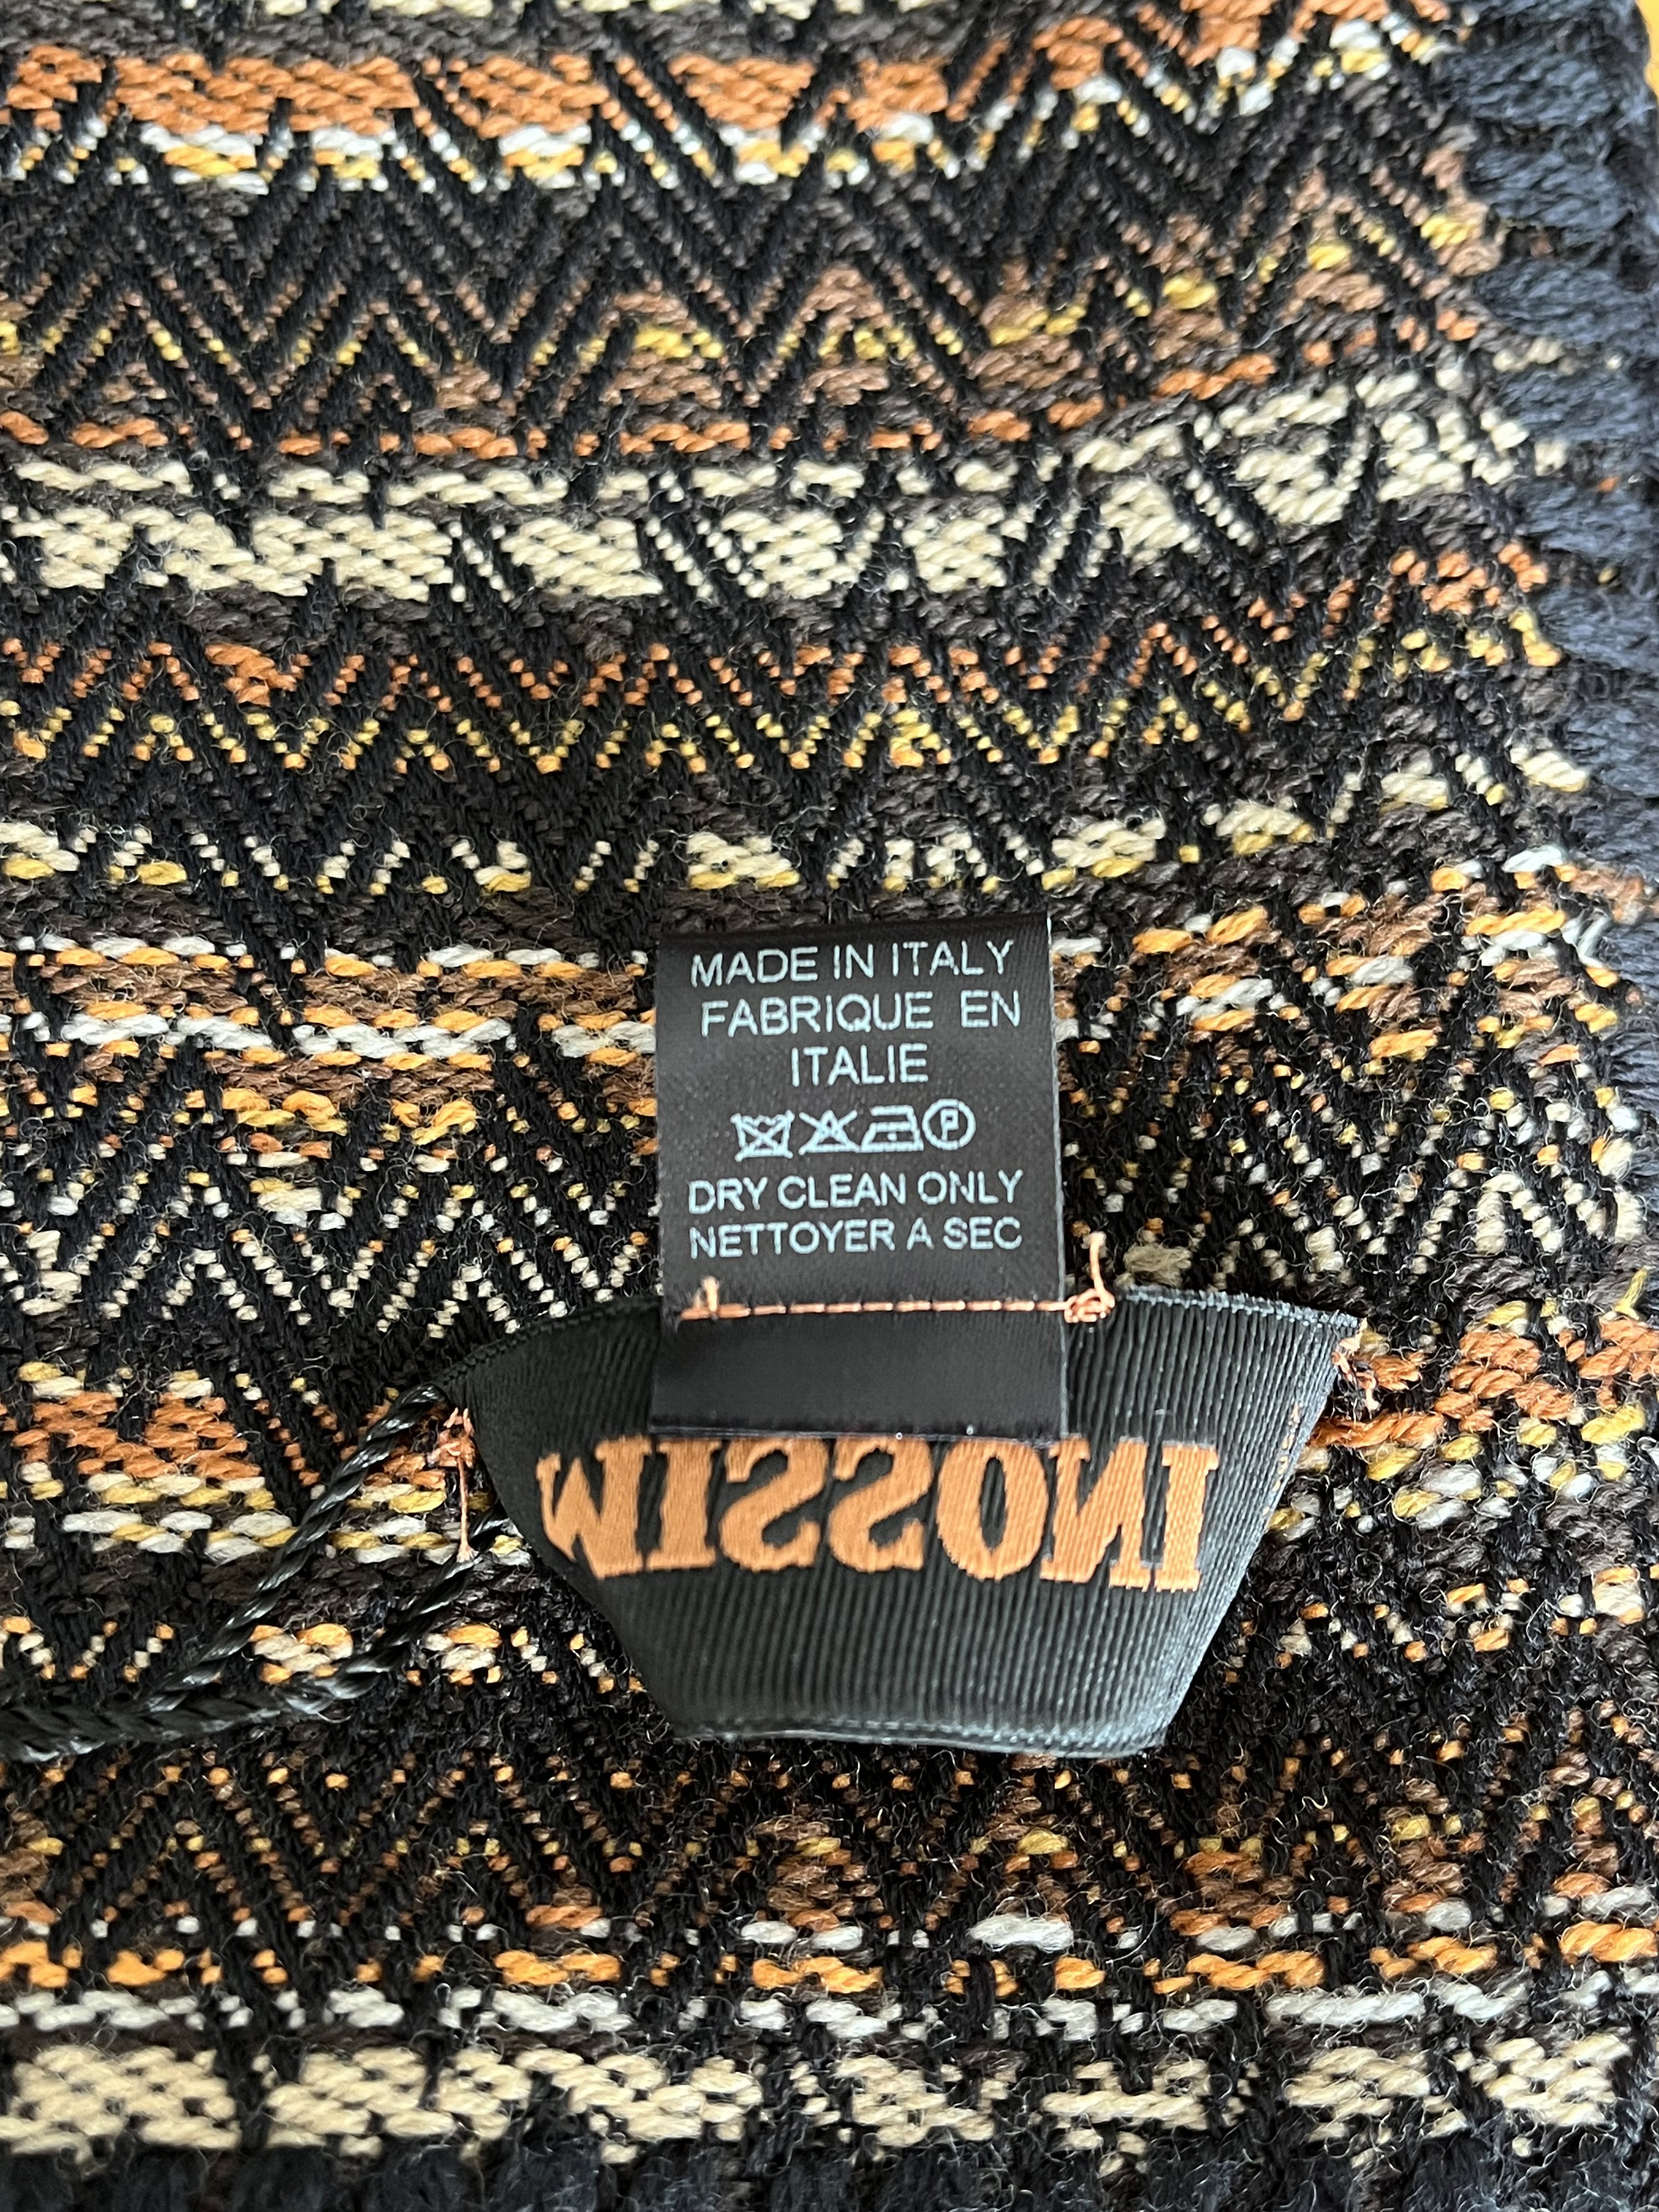 MADE IN ITALY
FABRIQUE EN
ITALIE
P
DRY CLEAN ONLY
NETTOYER A SEC
MISSONI